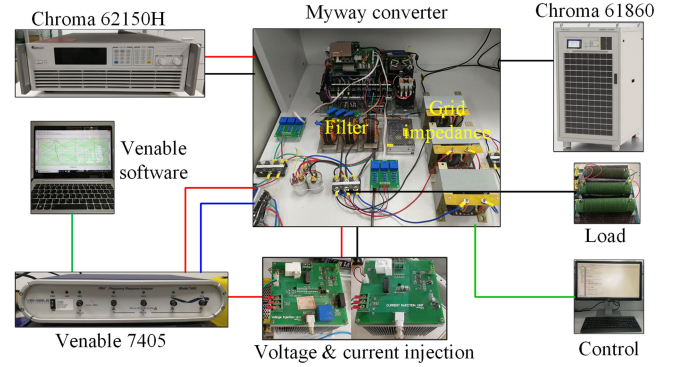 Chroma 62150H
Myway converter
Chroma 61860
Filter
Grid
impedance
Venable
software
Load
Venable 7405
Voltage & current injection
Control